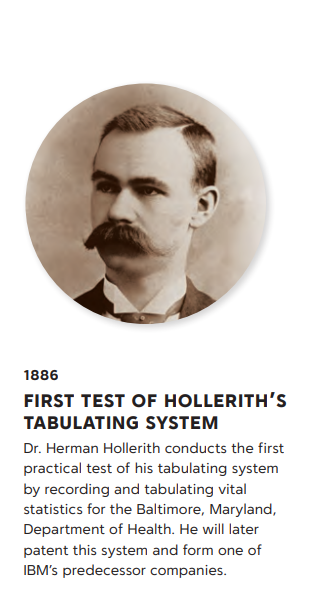 1886
FIRST TEST OF HOLLERITH’S
TABULATING SYSTEM
Dr. Herman Hollerith conducts the first
practical test of his tabulating system
by recording and tabulating vital
statistics for the Baltimore, Maryland,
Department of Health. He will later
patent this system and form one of
IBM’s predecessor companies.